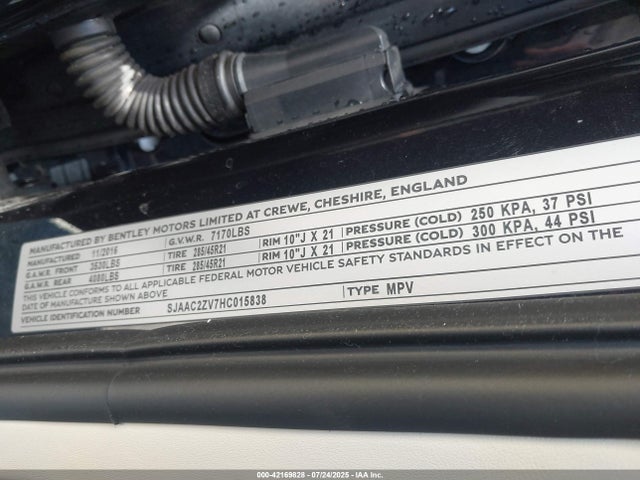 MANUFACTURED BY BENTLEY MOTORS LIMITED AT CREWE, CHESHIRE, ENGLAND
MANUFACTURED 11/2016 G.V.W.R. 7170LBS
G.A.W.R. FRONT 3530LBS TIRE 285/45R21 RIM 10"J X 21 PRESSURE (COLD) 250 KPA, 37 PSI
G.A.W.R. REAR 4080LBS TIRE 285/45R21 RIM 10"J X 21 PRESSURE (COLD) 300 KPA, 44 PSI
THIS VEHICLE CONFORMS TO ALL APPLICABLE FEDERAL MOTOR VEHICLE SAFETY STANDARDS IN EFFECT ON THE
DATE OF MANUFACTURE SHOWN ABOVE
VEHICLE IDENTIFICATION NUMBER SJAAC2ZV7HC015838 TYPE MPV
000-42169828 - 07/24/2025 - IAA, Inc.